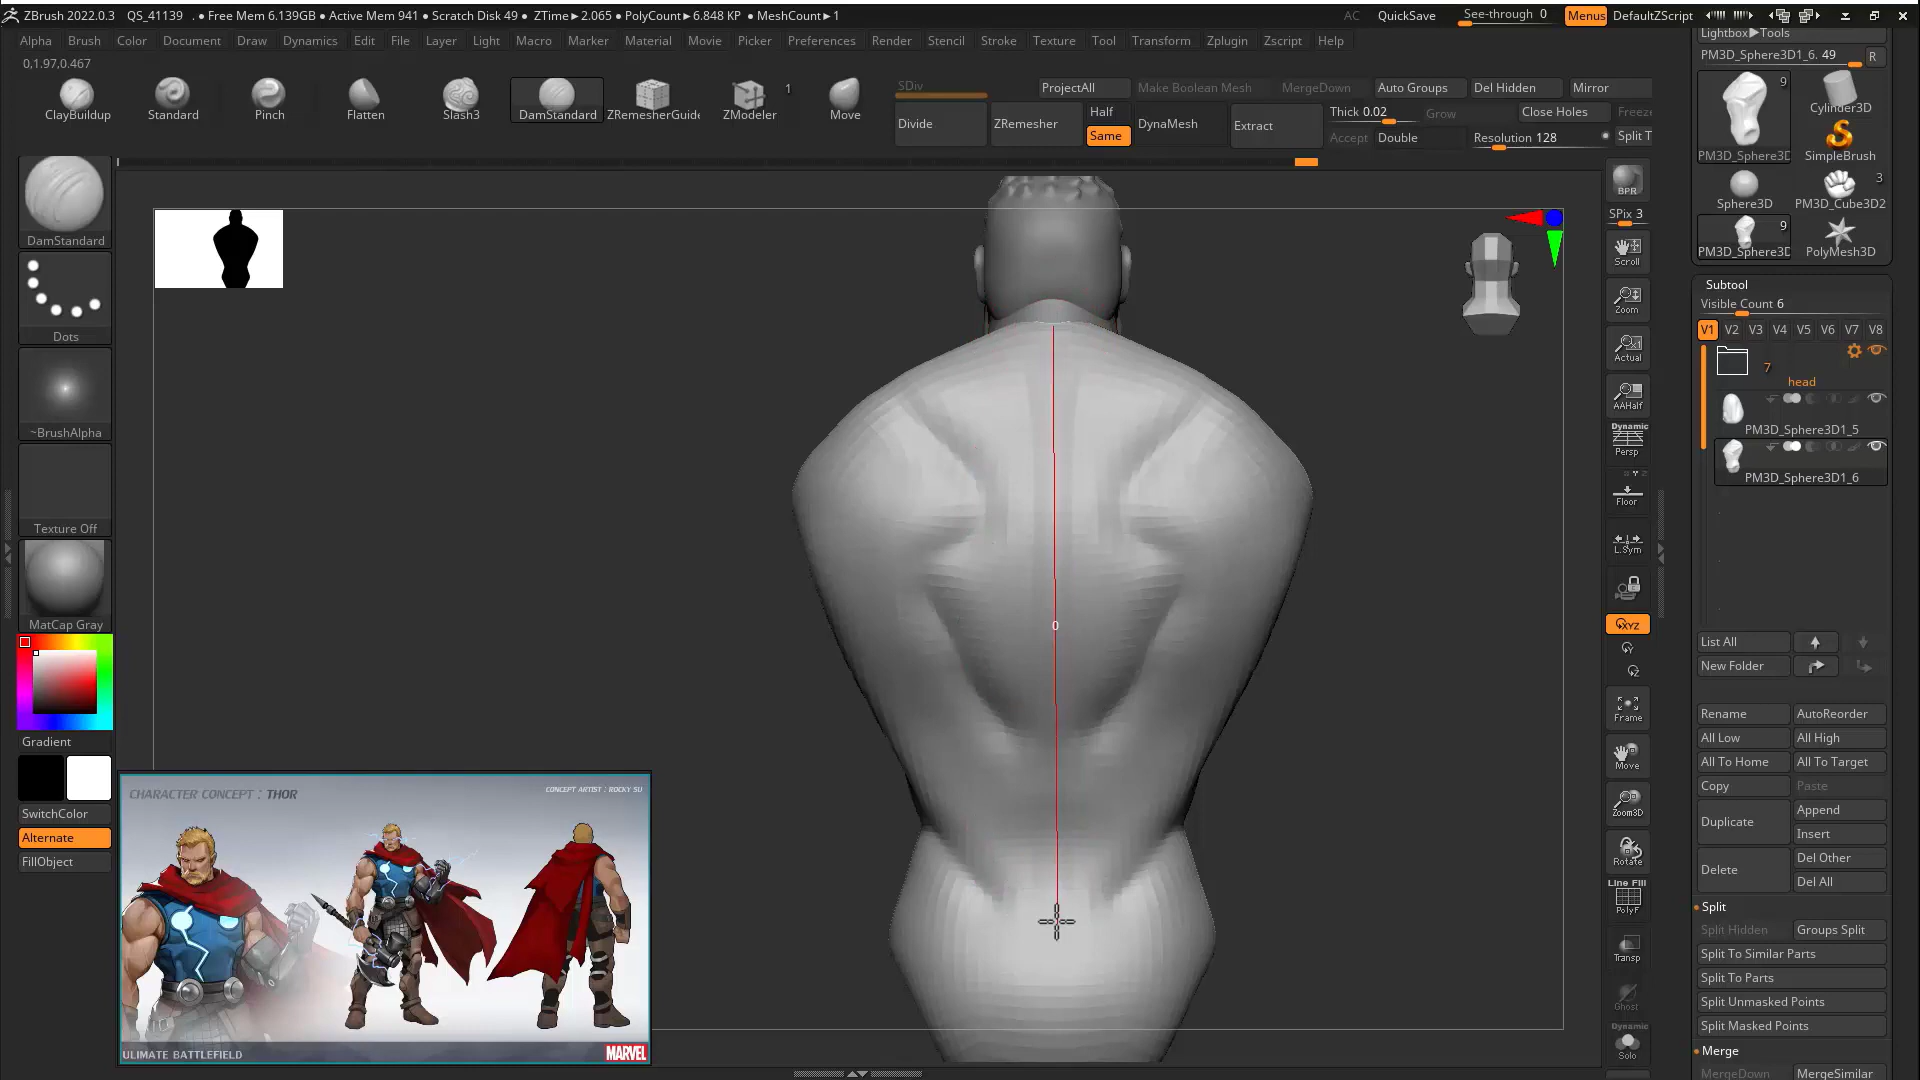 ZBrush 2022.0.3 QS_41139 . • Free Mem 6.139GB • Active Mem 941 • Scratch Disk 49 • ZTime▶2.065 • PolyCount▶6.848 KP • MeshCount▶1
AC QuickSave See-through 0 Menus DefaultZScript
Alpha Brush Color Document Draw Dynamics Edit File Layer Light Macro Marker Material Movie Picker Preferences Render Stencil Stroke Texture Tool Transform Zplugin Zscript Help
0,1.97,0.467
ClayBuildup
Standard
Pinch
Flatten
Slash3
DamStandard
ZRemesherGuide
1
ZModeler
Move
SDiv
Divide
ZRemesher
Half
Same
ProjectAll
DynaMesh
Make Boolean Mesh
Extract
MergeDown
Thick 0.02
Accept
Auto Groups
Grow
Double
Del Hidden
Close Holes
Resolution 128
Mirror
Freeze
Split T
DamStandard
Dots
~BrushAlpha
Texture Off
MatCap Gray
Gradient
SwitchColor
Alternate
FillObject
0
CHARACTER CONCEPT : THOR
CONCEPT ARTIST : ROCKY SU
ULIMATE BATTLEFIELD
MARVEL
BPR
SPix 3
Scroll
Zoom
Actual
AAHalf
Dynamic
Persp
Floor
L.Sym
XYZ
Frame
Move
Zoom3D
Rotate
Line Fill
PolyF
Transp
Ghost
Dynamic
Solo
Lightbox▶Tools
PM3D_Sphere3D1_6. 49
R
9
PM3D_Sphere3D
Cylinder3D
SimpleBrush
Sphere3D
3
PM3D_Cube3D2
9
PM3D_Sphere3D
PolyMesh3D
Subtool
Visible Count 6
V1 V2 V3 V4 V5 V6 V7 V8
7
head
PM3D_Sphere3D1_5
PM3D_Sphere3D1_6
List All
New Folder
Rename
AutoReorder
All Low
All High
All To Home
All To Target
Copy
Paste
Duplicate
Append
Insert
Delete
Del Other
Del All
Split
Split Hidden
Groups Split
Split To Similar Parts
Split To Parts
Split Unmasked Points
Split Masked Points
Merge
MergeDown
MergeSimilar